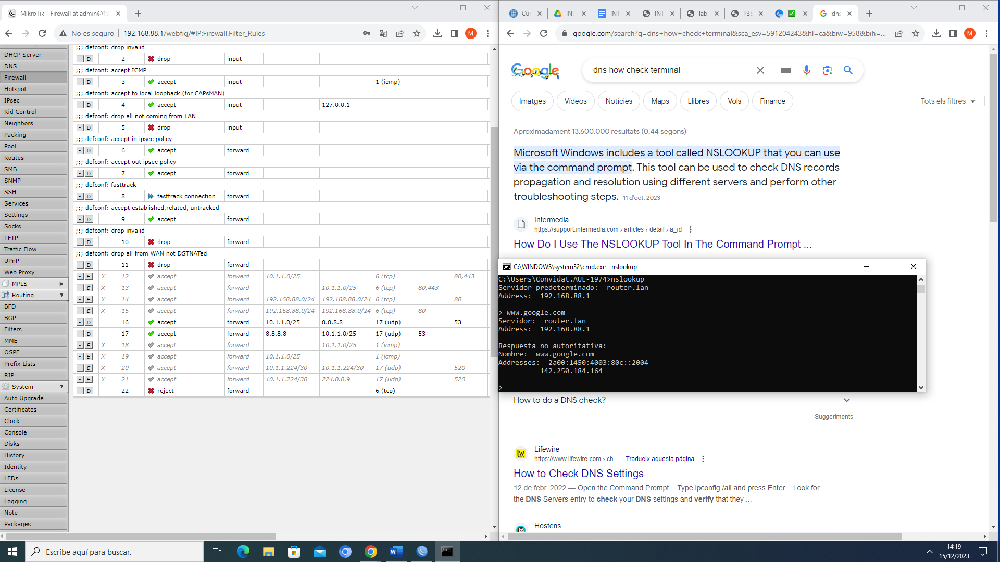 MikroTik - Firewall at admin@19
No es seguro
192.168.88.1/webfig/#IP:Firewall.Filter_Rules
M
DHCP Server
DNS
Firewall
Hotspot
IPsec
Kid Control
Neighbors
Packing
Pool
Routes
SMB
SNMP
SSH
Services
Settings
Socks
TFTP
Traffic Flow
UPnP
Web Proxy
MPLS
Routing
BFD
BGP
Filters
MME
OSPF
Prefix Lists
RIP
System
Auto Upgrade
Certificates
Clock
Console
Disks
History
Identity
LEDs
License
Logging
Note
Packages
;;; defconf: drop invalid
- D 2 drop input
;;; defconf: accept ICMP
- D 3 accept input 1 (icmp)
;;; defconf: accept to local loopback (for CAPsMAN)
- D 4 accept input 127.0.0.1
;;; defconf: drop all not coming from LAN
- D 5 drop input
;;; defconf: accept in ipsec policy
- D 6 accept forward
;;; defconf: accept out ipsec policy
- D 7 accept forward
;;; defconf: fasttrack
- D 8 fasttrack connection forward
;;; defconf: accept established,related, untracked
- D 9 accept forward
;;; defconf: drop invalid
- D 10 drop forward
;;; defconf: drop all from WAN not DSTNATed
- D 11 drop forward
- E X 12 accept forward 10.1.1.0/25 6 (tcp) 80,443
- E X 13 accept forward 10.1.1.0/25 6 (tcp) 80,443
- E X 14 accept forward 192.168.88.0/24 192.168.88.0/24 6 (tcp) 80
- E X 15 accept forward 192.168.88.0/24 192.168.88.0/24 6 (tcp) 80
- D 16 accept forward 10.1.1.0/25 8.8.8.8 17 (udp) 53
- D 17 accept forward 8.8.8.8 10.1.1.0/25 17 (udp) 53
- E X 18 accept forward 10.1.1.0/25 1 (icmp)
- E X 19 accept forward 10.1.1.0/25 1 (icmp)
- E X 20 accept forward 10.1.1.224/30 10.1.1.224/30 17 (udp) 520
- E X 21 accept forward 10.1.1.224/30 224.0.0.9 17 (udp) 520
- D 22 reject forward 6 (tcp)
Cur
INT
INT
INT
lab
P3S
dns
google.com/search?q=dns+how+check+terminal&sca_esv=591204243&hl=ca&biw=958&bih=...
M
Google
dns how check terminal
Imatges
Vídeos
Notícies
Maps
Llibres
Vols
Finance
Tots els filtres
Aproximadament 13.600.000 resultats (0,44 segons)
Microsoft Windows includes a tool called NSLOOKUP that you can use
via the command prompt. This tool can be used to check DNS records
propagation and resolution using different servers and perform other
troubleshooting steps. 11 d'oct. 2023
Intermedia
https://support.intermedia.com › articles › detail › a_id
How Do I Use The NSLOOKUP Tool In The Command Prompt ...
C:\WINDOWS\system32\cmd.exe - nslookup
C:\Users\Convidat.AUL-1974>nslookup
Servidor predeterminado:  router.lan
Address:  192.168.88.1
> www.google.com
Servidor:  router.lan
Address:  192.168.88.1
Respuesta no autoritativa:
Nombre:  www.google.com
Addresses:  2a00:1450:4003:80c::2004
142.250.184.164
>
How to do a DNS check?
Suggeriments
Lifewire
https://www.lifewire.com › ch... · Tradueix aquesta pàgina
How to Check DNS Settings
12 de febr. 2022 — Open the Command Prompt. · Type ipconfig /all and press Enter. · Look for
the DNS Servers entry to check your DNS settings and verify that they ...
Hostens
Escribe aquí para buscar.
14:19
15/12/2023